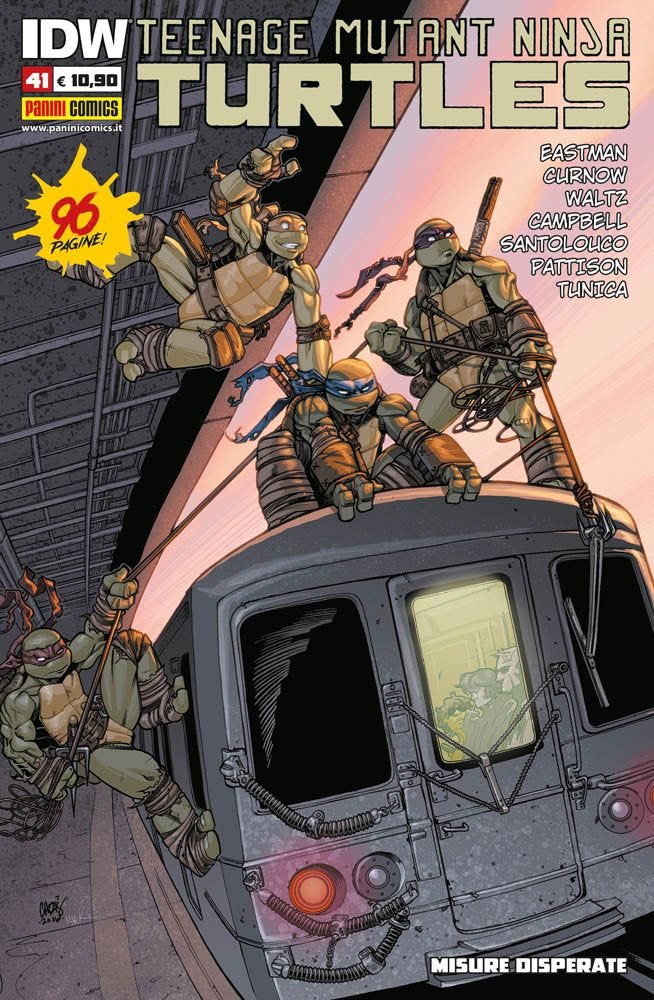 IDW
TEENAGE MUTANT NINJA
TURTLES
41 € 10,90
PANINI COMICS
www.paninicomics.it
96
PAGINE!
EASTMAN
CURNOW
WALTZ
CAMPBELL
SANTOLOUCO
PATTISON
TUNICA
2016
MISURE DISPERATE